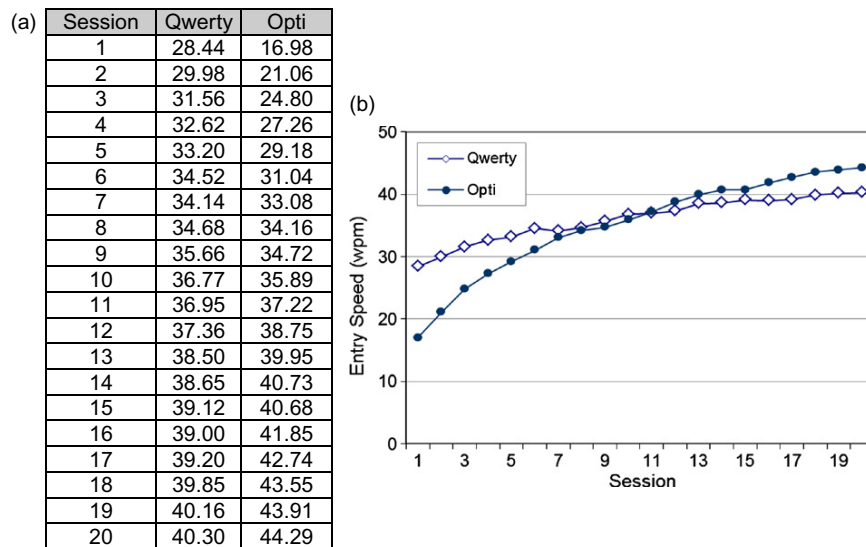 (a)
Session Qwerty Opti
1 28.44 16.98
2 29.98 21.06
3 31.56 24.80
4 32.62 27.26
5 33.20 29.18
6 34.52 31.04
7 34.14 33.08
8 34.68 34.16
9 35.66 34.72
10 36.77 35.89
11 36.95 37.22
12 37.36 38.75
13 38.50 39.95
14 38.65 40.73
15 39.12 40.68
16 39.00 41.85
17 39.20 42.74
18 39.85 43.55
19 40.16 43.91
20 40.30 44.29
(b)
Entry Speed (wpm)
50
40
30
20
10
0
Qwerty
Opti
1 3 5 7 9 11 13 15 17 19
Session